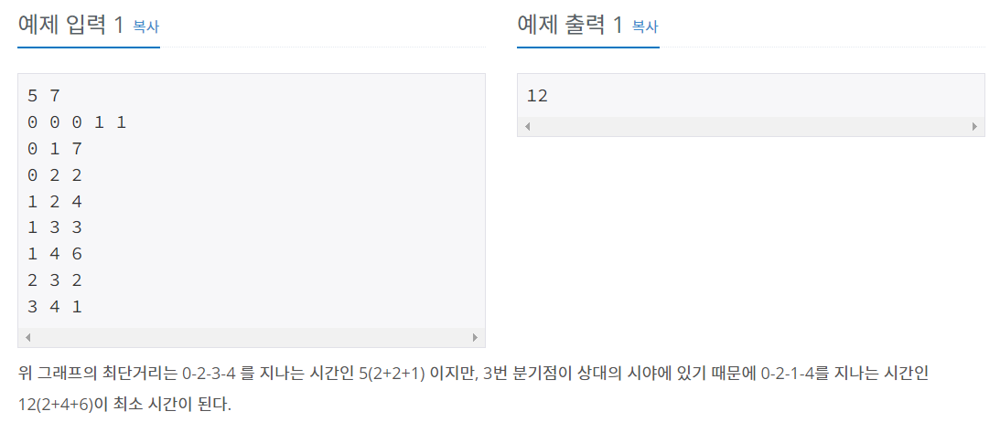 예제 입력 1 복사
5 7
0 0 0 1 1
0 1 7
0 2 2
1 2 4
1 3 3
1 4 6
2 3 2
3 4 1
예제 출력 1 복사
12
위 그래프의 최단거리는 0-2-3-4 를 지나는 시간인 5(2+2+1) 이지만, 3번 분기점이 상대의 시야에 있기 때문에 0-2-1-4를 지나는 시간인
12(2+4+6)이 최소 시간이 된다.